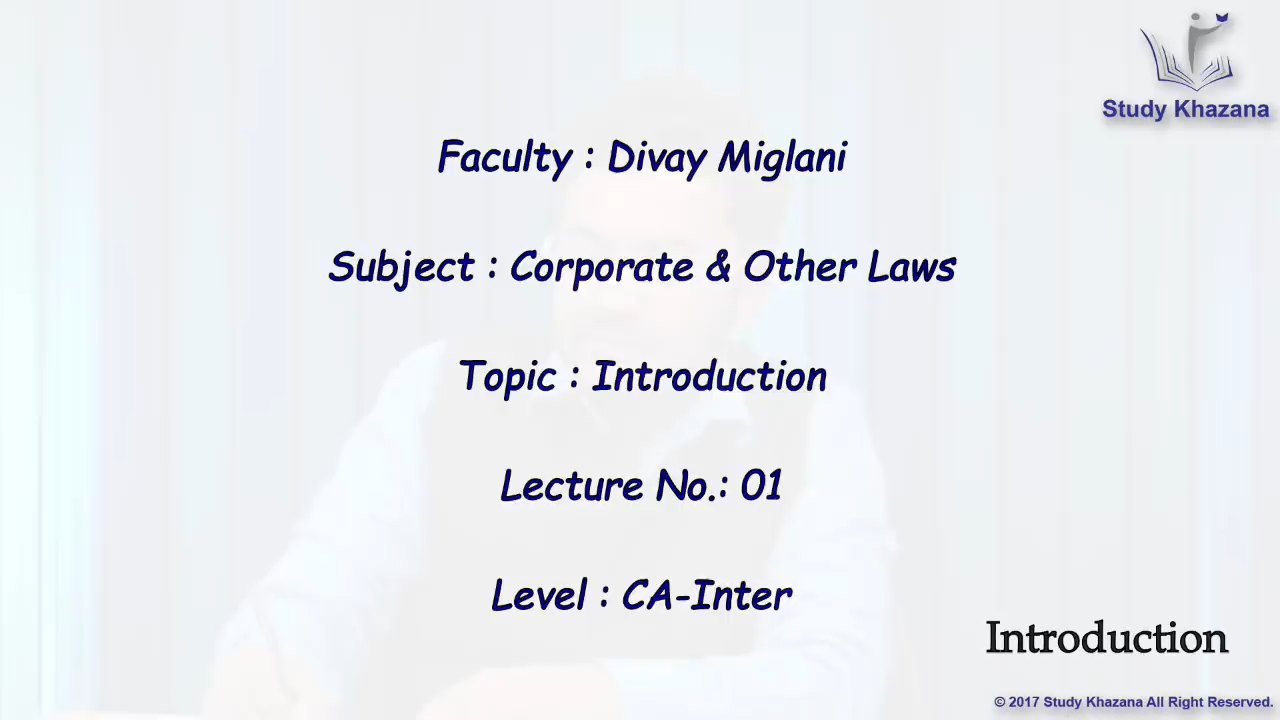 Study Khazana
Faculty : Divay Miglani
Subject : Corporate & Other Laws
Topic : Introduction
Lecture No.: 01
Level : CA-Inter
Introduction
© 2017 Study Khazana All Right Reserved.